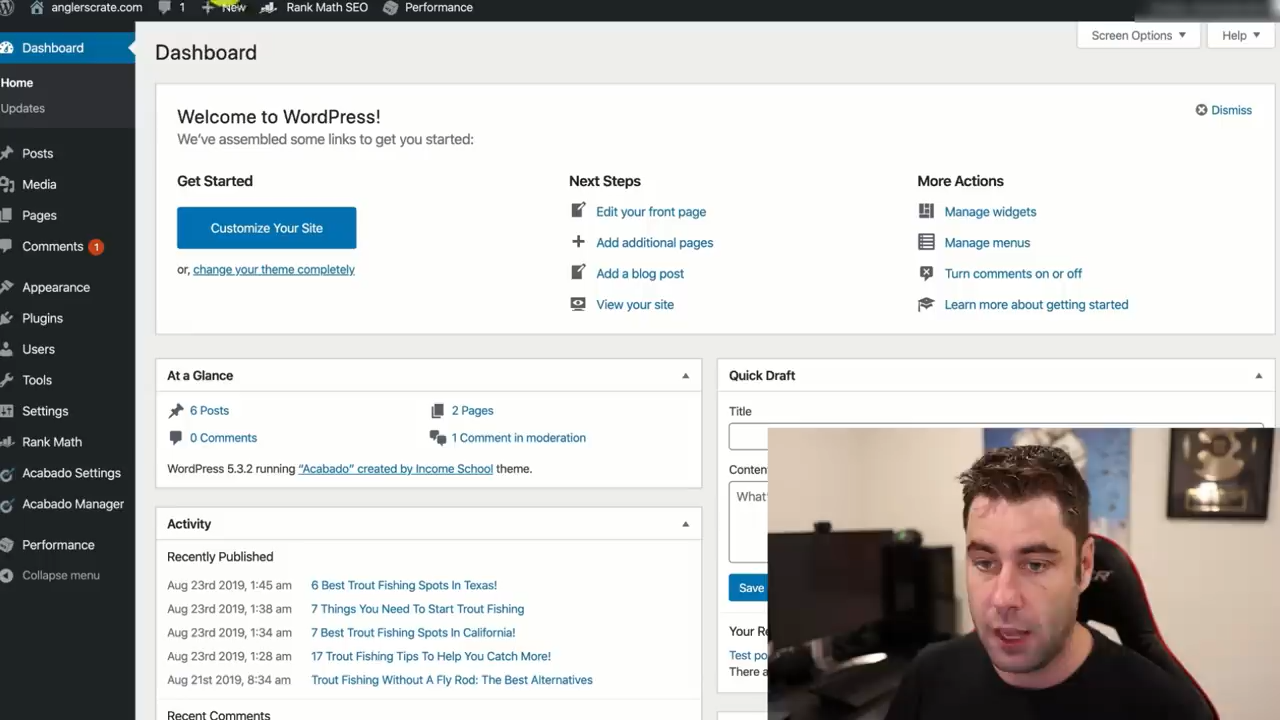 anglerscrate.com 1 New Rank Math SEO Performance
Dashboard
Home
Updates
Posts
Media
Pages
Comments 1
Appearance
Plugins
Users
Tools
Settings
Rank Math
Acabado Settings
Acabado Manager
Performance
Collapse menu
Screen Options Help
Dashboard
Welcome to WordPress!
Dismiss
We've assembled some links to get you started:
Get Started
Customize Your Site
or, change your theme completely
Next Steps
Edit your front page
Add additional pages
Add a blog post
View your site
More Actions
Manage widgets
Manage menus
Turn comments on or off
Learn more about getting started
At a Glance
6 Posts
2 Pages
0 Comments
1 Comment in moderation
WordPress 5.3.2 running “Acabado” created by Income School theme.
Activity
Recently Published
Aug 23rd 2019, 1:45 am 6 Best Trout Fishing Spots In Texas!
Aug 23rd 2019, 1:38 am 7 Things You Need To Start Trout Fishing
Aug 23rd 2019, 1:34 am 7 Best Trout Fishing Spots In California!
Aug 23rd 2019, 1:28 am 17 Trout Fishing Tips To Help You Catch More!
Aug 21st 2019, 8:34 am Trout Fishing Without A Fly Rod: The Best Alternatives
Recent Comments
Quick Draft
Title
Conten
What'
Save
Your Re
Test po
There a